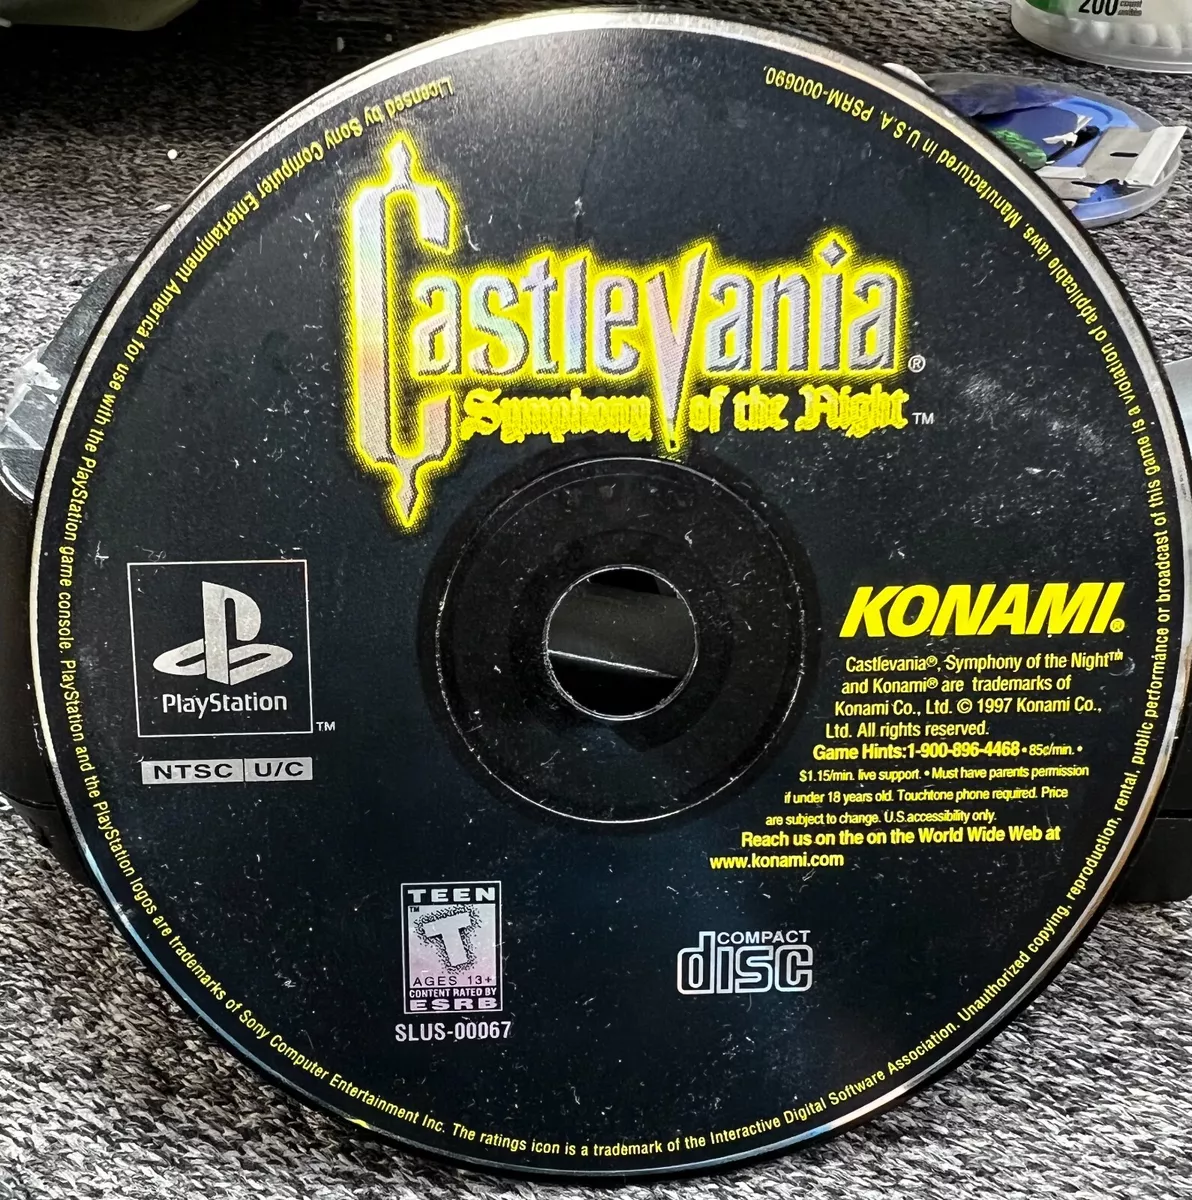 200
Castlevania®
Symphony of the Night™
PlayStation™
NTSC U/C
KONAMI®
Castlevania®, Symphony of the Night™
and Konami® are trademarks of
Konami Co., Ltd. © 1997 Konami Co.,
Ltd. All rights reserved.
Game Hints:1-900-896-4468 • 85¢/min. •
$1.15/min. live support. • Must have parents permission
if under 18 years old. Touchtone phone required. Price
are subject to change. U.S.accessibility only.
Reach us on the on the World Wide Web at
www.konami.com
TEEN
T™
AGES 13+
CONTENT RATED BY
ESRB
SLUS-00067
COMPACT
disc
Licensed by Sony Computer Entertainment America for use with the PlayStation game console. PlayStation and the PlayStation logos are trademarks of Sony Computer Entertainment Inc. The ratings icon is a trademark of the Interactive Digital Software Association. Unauthorized copying, reproduction, rental, public performance or broadcast of this game is a violation of applicable laws. Manufactured in U.S.A. PSRM-000690.